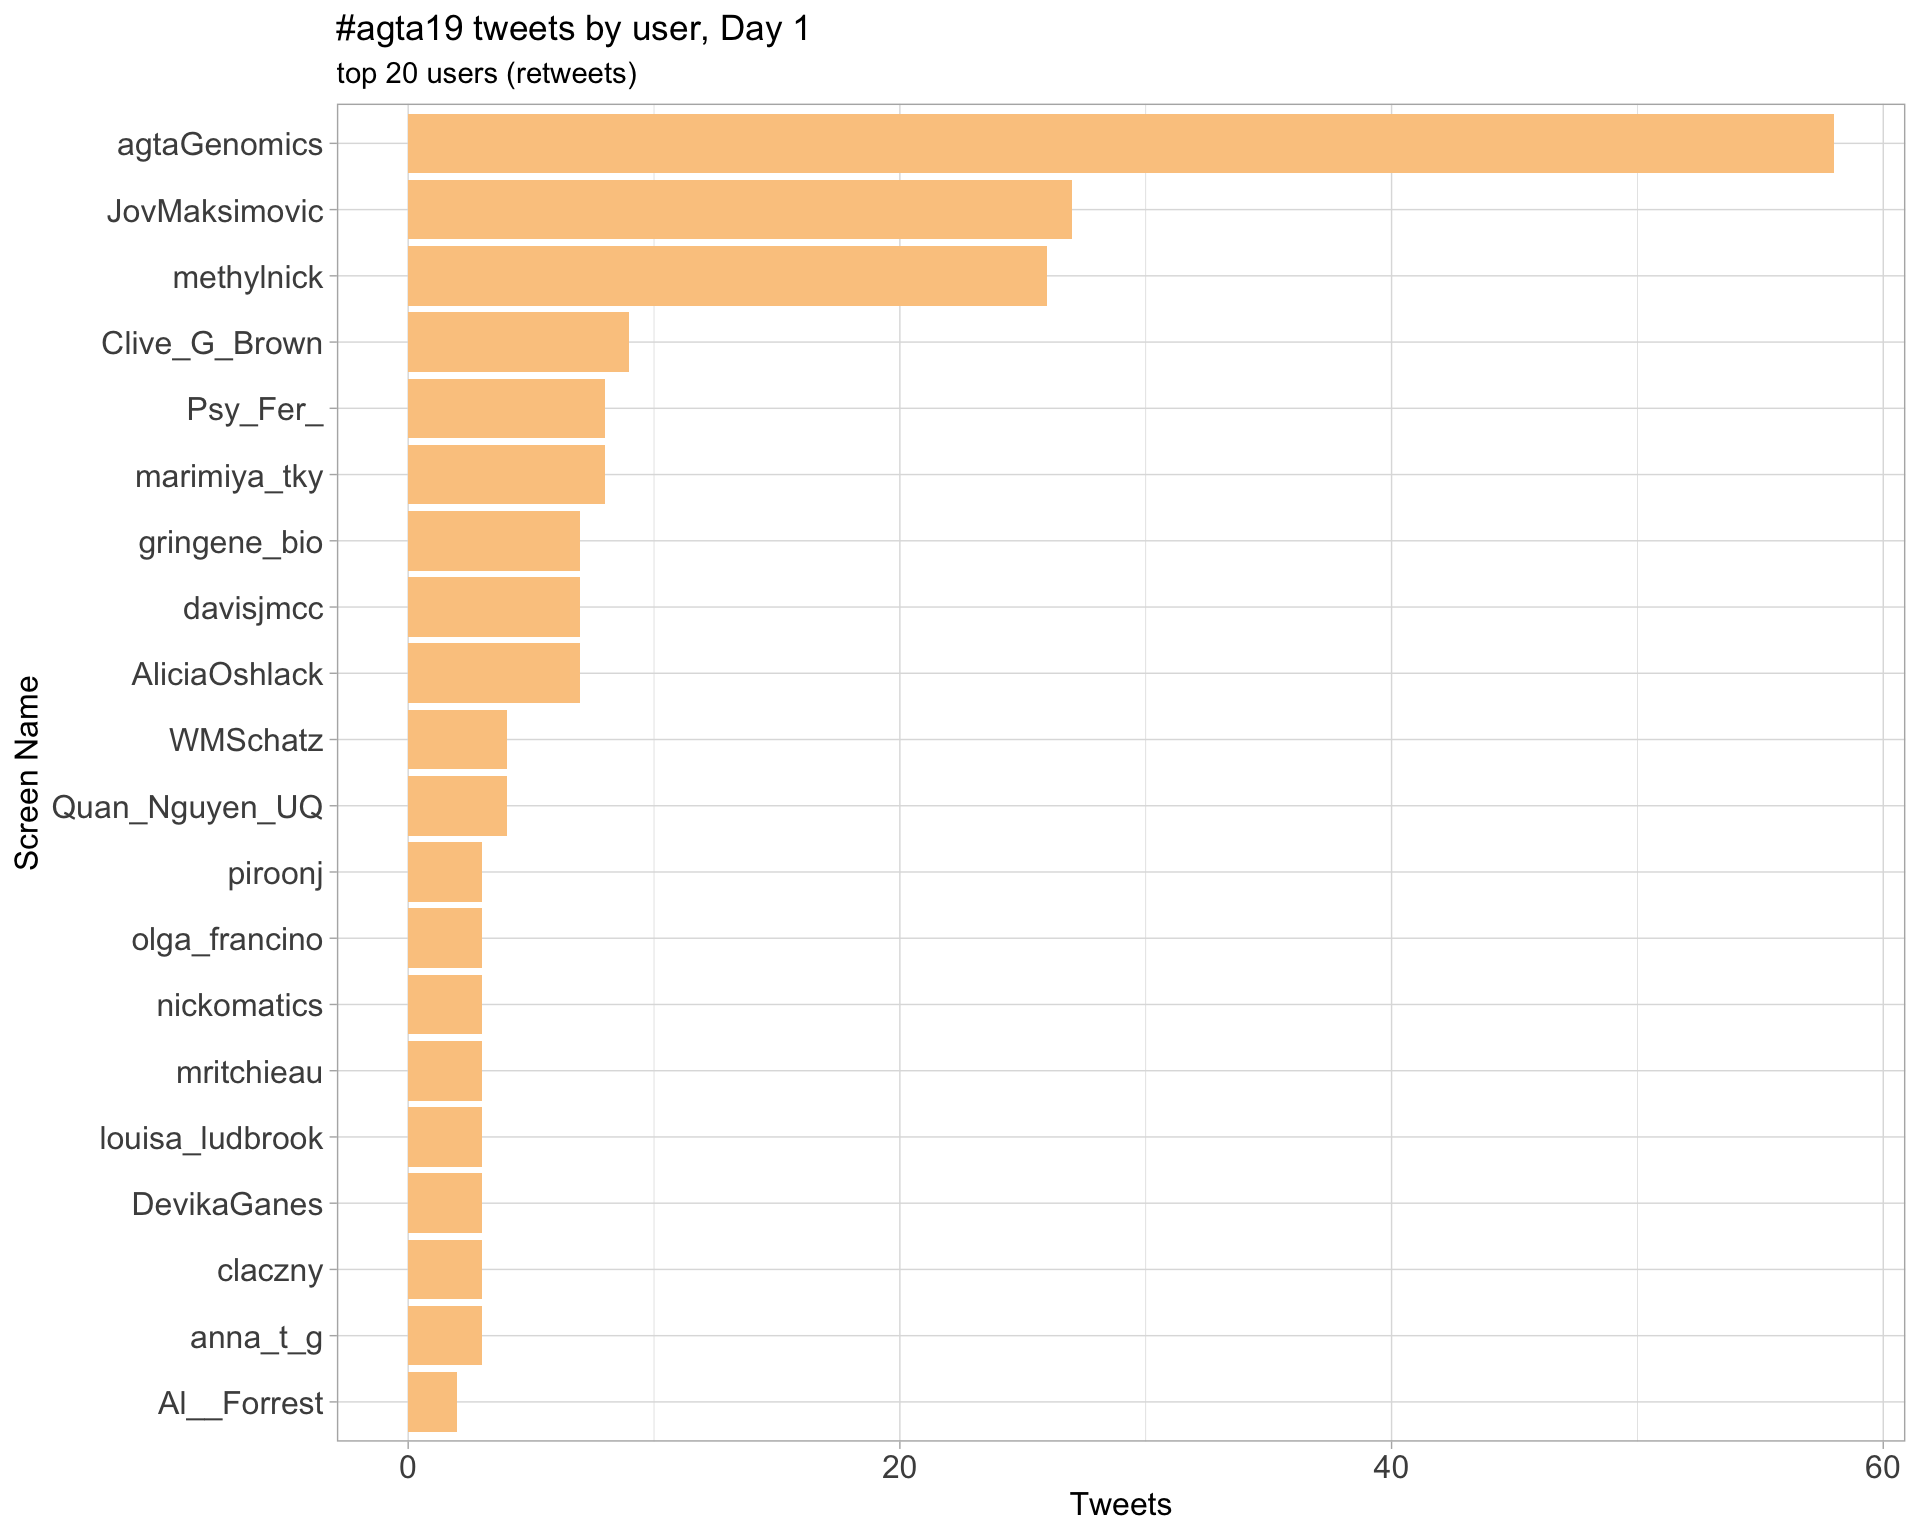 #agta19 tweets by user, Day 1
top 20 users (retweets)
Screen Name
agtaGenomics
JovMaksimovic
methylnick
Clive_G_Brown
Psy_Fer_
marimiya_tky
gringene_bio
davisjmcc
AliciaOshlack
WMSchatz
Quan_Nguyen_UQ
piroonj
olga_francino
nickomatics
mritchieau
louisa_ludbrook
DevikaGanes
claczny
anna_t_g
Al__Forrest
0 20 40 60
Tweets